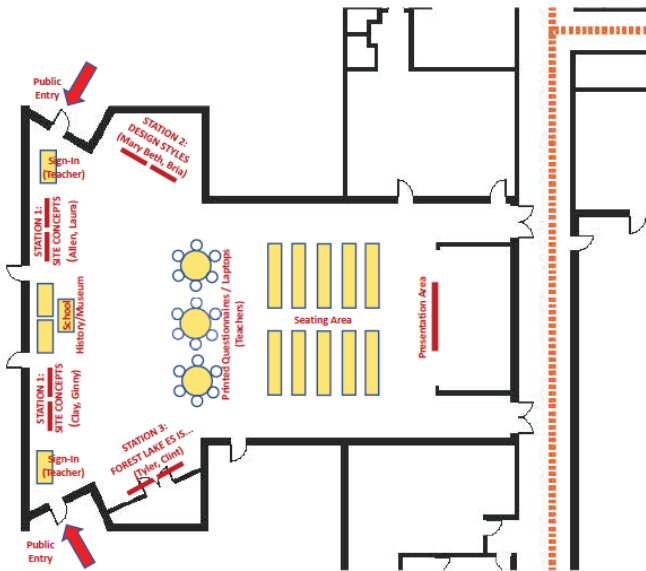 Public
Entry
STATION 2:
DESIGN STYLES
(Mary Beth, Bria)
Sign-In
(Teacher)
STATION 1:
SITE CONCEPTS
(Allen, Laura)
School
History/Museum
Printed Questionnaires / Laptops
(Teachers)
Seating Area
Presentation Area
STATION 1:
SITE CONCEPTS
(Clay, Ginny)
STATION 3:
FOREST LAKE ES IS...
(Tyler, Clint)
Sign-In
(Teacher)
Public
Entry